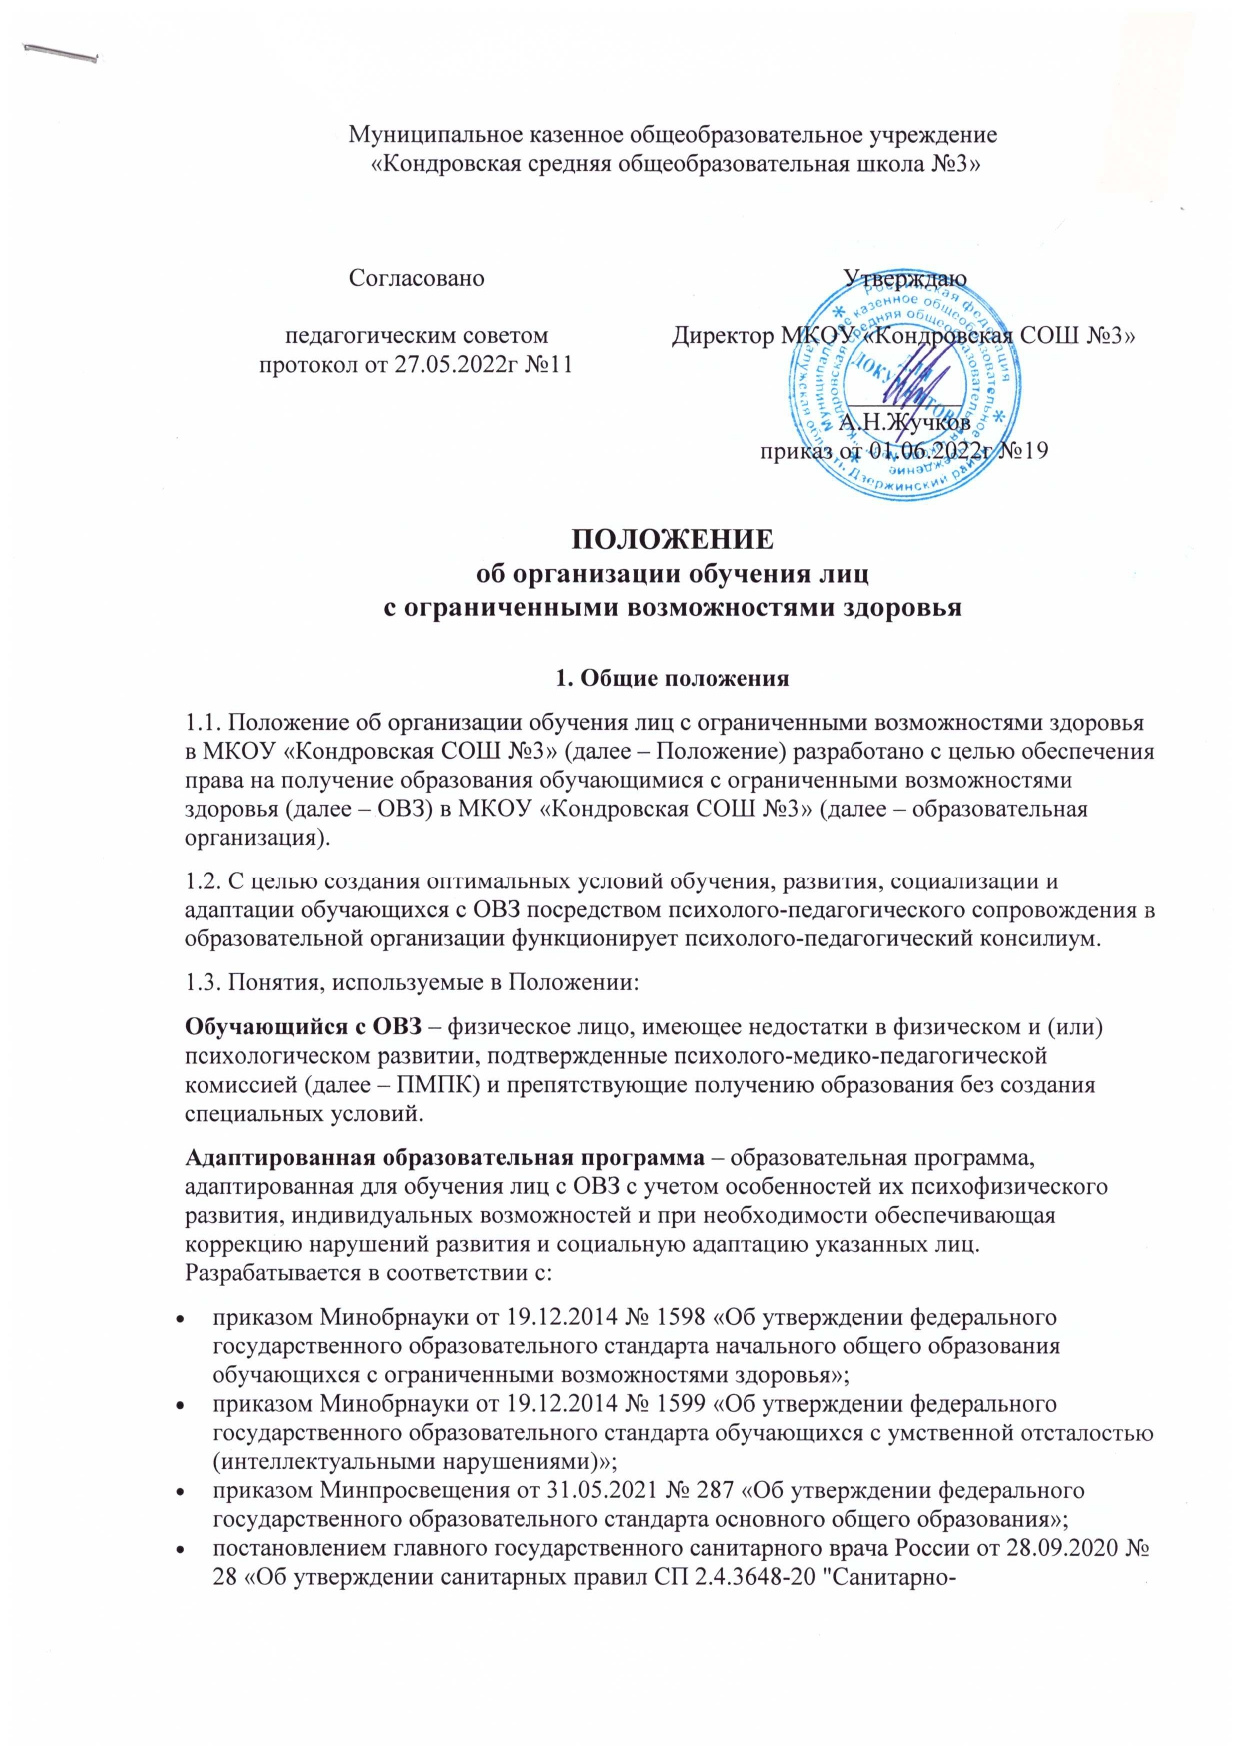 Муниципальное казенное общеобразовательное учреждение
«Кондровская средняя общеобразовательная школа №3»
Согласовано
педагогическим советом
протокол от 27.05.2022г №11
Утверждаю
Директор МКОУ «Кондровская СОШ №3»
А.Н.Жучков
приказ от 01.06.2022г №19
Российская федерация
Дзержинский район
Муниципальное казенное общеобразовательное учреждение
средняя общеобразовательная
ДЛЯ
ДОКУМЕНТОВ
ПОЛОЖЕНИЕ
об организации обучения лиц
с ограниченными возможностями здоровья
1. Общие положения
1.1. Положение об организации обучения лиц с ограниченными возможностями здоровья
в МКОУ «Кондровская СОШ №3» (далее – Положение) разработано с целью обеспечения
права на получение образования обучающимися с ограниченными возможностями
здоровья (далее – ОВЗ) в МКОУ «Кондровская СОШ №3» (далее – образовательная
организация).
1.2. С целью создания оптимальных условий обучения, развития, социализации и
адаптации обучающихся с ОВЗ посредством психолого-педагогического сопровождения в
образовательной организации функционирует психолого-педагогический консилиум.
1.3. Понятия, используемые в Положении:
Обучающийся с ОВЗ – физическое лицо, имеющее недостатки в физическом и (или)
психологическом развитии, подтвержденные психолого-медико-педагогической
комиссией (далее – ПМПК) и препятствующие получению образования без создания
специальных условий.
Адаптированная образовательная программа – образовательная программа,
адаптированная для обучения лиц с ОВЗ с учетом особенностей их психофизического
развития, индивидуальных возможностей и при необходимости обеспечивающая
коррекцию нарушений развития и социальную адаптацию указанных лиц.
Разрабатывается в соответствии с:
• приказом Минобрнауки от 19.12.2014 № 1598 «Об утверждении федерального
государственного образовательного стандарта начального общего образования
обучающихся с ограниченными возможностями здоровья»;
• приказом Минобрнауки от 19.12.2014 № 1599 «Об утверждении федерального
государственного образовательного стандарта обучающихся с умственной отсталостью
(интеллектуальными нарушениями)»;
• приказом Минпросвещения от 31.05.2021 № 287 «Об утверждении федерального
государственного образовательного стандарта основного общего образования»;
• постановлением главного государственного санитарного врача России от 28.09.2020 №
28 «Об утверждении санитарных правил СП 2.4.3648-20 "Санитарно-